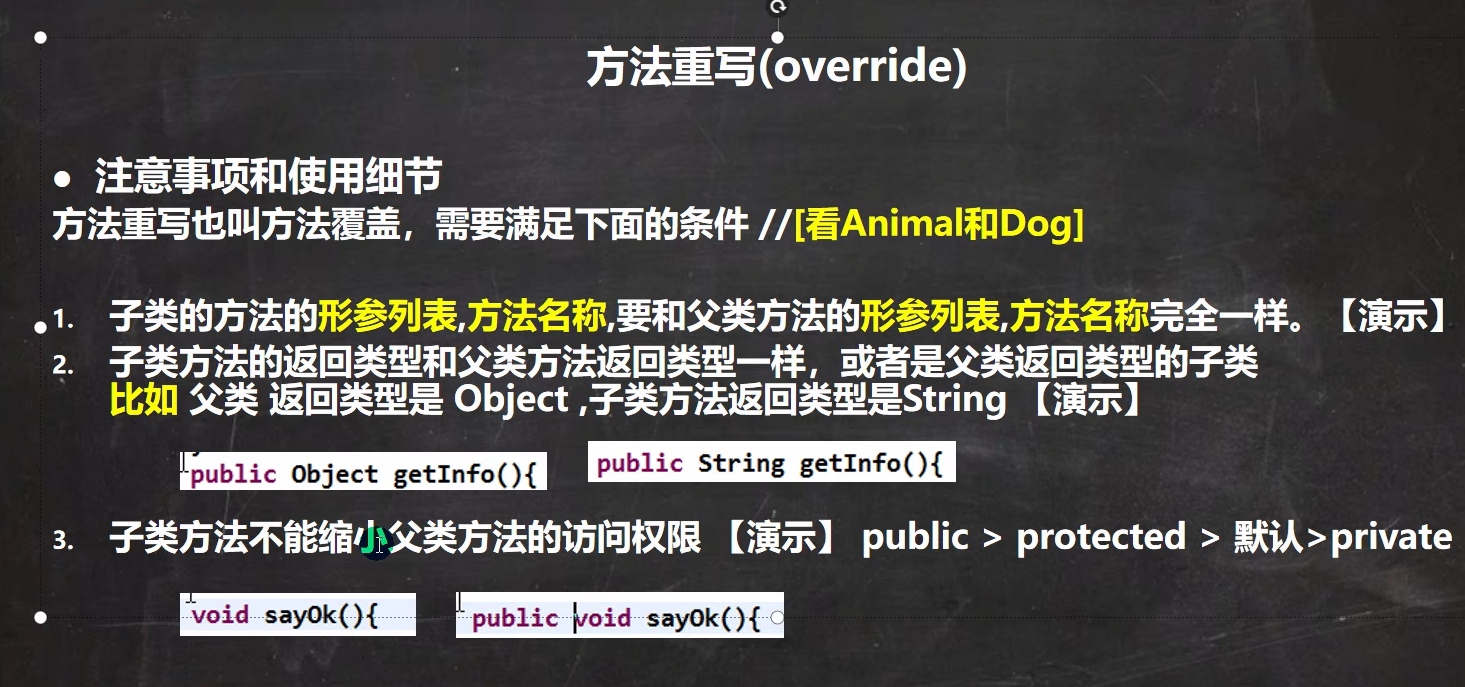 方法重写(override)
● 注意事项和使用细节
方法重写也叫方法覆盖，需要满足下面的条件 //[看Animal和Dog]
1. 子类的方法的形参列表,方法名称,要和父类方法的形参列表,方法名称完全一样。【演示】
2. 子类方法的返回类型和父类方法返回类型一样，或者是父类返回类型的子类
比如 父类 返回类型是 Object ,子类方法返回类型是String 【演示】
public Object getInfo(){
public String getInfo(){
3. 子类方法不能缩小父类方法的访问权限 【演示】 public > protected > 默认>private
void sayOk(){
public void sayOk(){